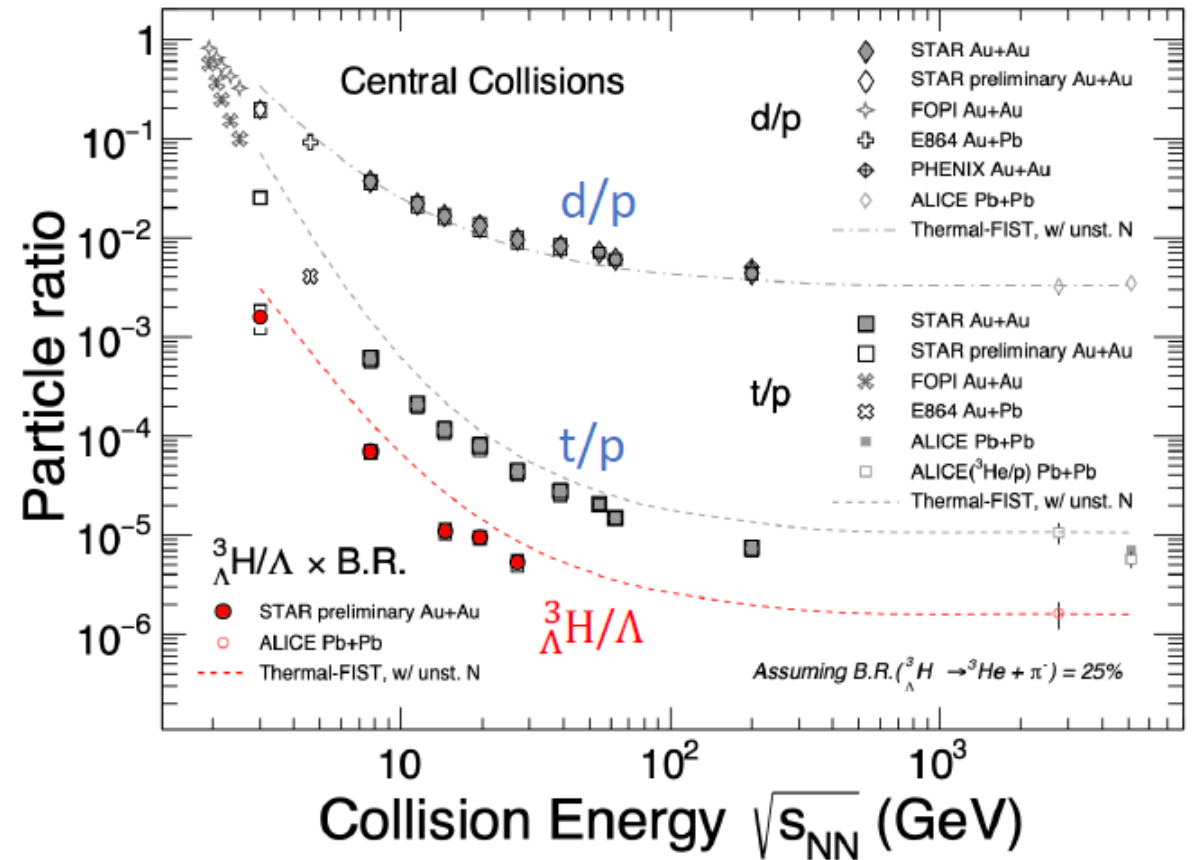 Particle ratio
1
10⁻¹
10⁻²
10⁻³
10⁻⁴
10⁻⁵
10⁻⁶
Central Collisions
d/p
STAR Au+Au
STAR preliminary Au+Au
FOPI Au+Au
E864 Au+Pb
PHENIX Au+Au
ALICE Pb+Pb
Thermal-FIST, w/ unst. N
d/p
t/p
STAR Au+Au
STAR preliminary Au+Au
FOPI Au+Au
E864 Au+Pb
ALICE Pb+Pb
ALICE(³He/p) Pb+Pb
Thermal-FIST, w/ unst. N
t/p
³ΛH/Λ × B.R.
STAR preliminary Au+Au
ALICE Pb+Pb
Thermal-FIST, w/ unst. N
³ΛH/Λ
Assuming B.R.(³ΛH →³He + π⁻) = 25%
10
10²
10³
Collision Energy √sNN (GeV)